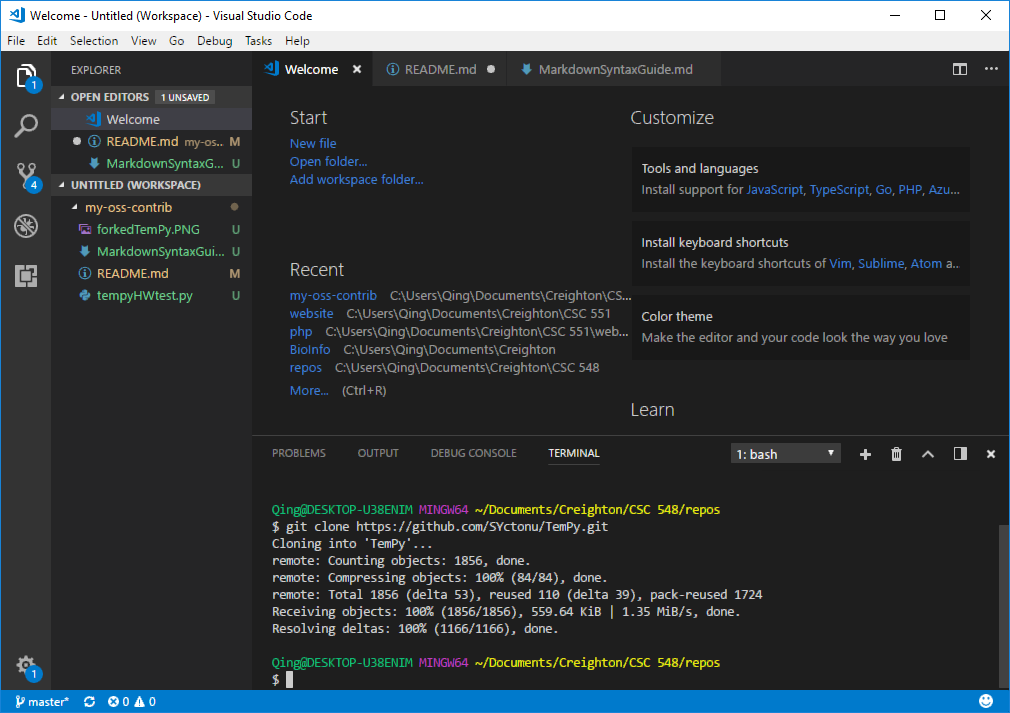 Welcome - Untitled (Workspace) - Visual Studio Code
File Edit Selection View Go Debug Tasks Help
1
4
1
EXPLORER
OPEN EDITORS 1 UNSAVED
Welcome
README.md my-os... M
MarkdownSyntaxG... U
UNTITLED (WORKSPACE)
my-oss-contrib
forkedTemPy.PNG U
MarkdownSyntaxGui... U
README.md M
tempyHWtest.py U
Welcome README.md MarkdownSyntaxGuide.md
Start
New file
Open folder...
Add workspace folder...
Recent
my-oss-contrib C:\Users\Qing\Documents\Creighton\CS...
website C:\Users\Qing\Documents\Creighton\CSC 551
php C:\Users\Qing\Documents\Creighton\CSC 551\web...
BioInfo C:\Users\Qing\Documents\Creighton
repos C:\Users\Qing\Documents\Creighton\CSC 548
More... (Ctrl+R)
Customize
Tools and languages
Install support for JavaScript, TypeScript, Go, PHP, Azu...
Install keyboard shortcuts
Install the keyboard shortcuts of Vim, Sublime, Atom a...
Color theme
Make the editor and your code look the way you love
Learn
PROBLEMS OUTPUT DEBUG CONSOLE TERMINAL 1: bash
Qing@DESKTOP-U38ENIM MINGW64 ~/Documents/Creighton/CSC 548/repos
$ git clone https://github.com/SYctonu/TemPy.git
Cloning into 'TemPy'...
remote: Counting objects: 1856, done.
remote: Compressing objects: 100% (84/84), done.
remote: Total 1856 (delta 53), reused 110 (delta 39), pack-reused 1724
Receiving objects: 100% (1856/1856), 559.64 KiB | 1.35 MiB/s, done.
Resolving deltas: 100% (1166/1166), done.
Qing@DESKTOP-U38ENIM MINGW64 ~/Documents/Creighton/CSC 548/repos
$
master* 0 0